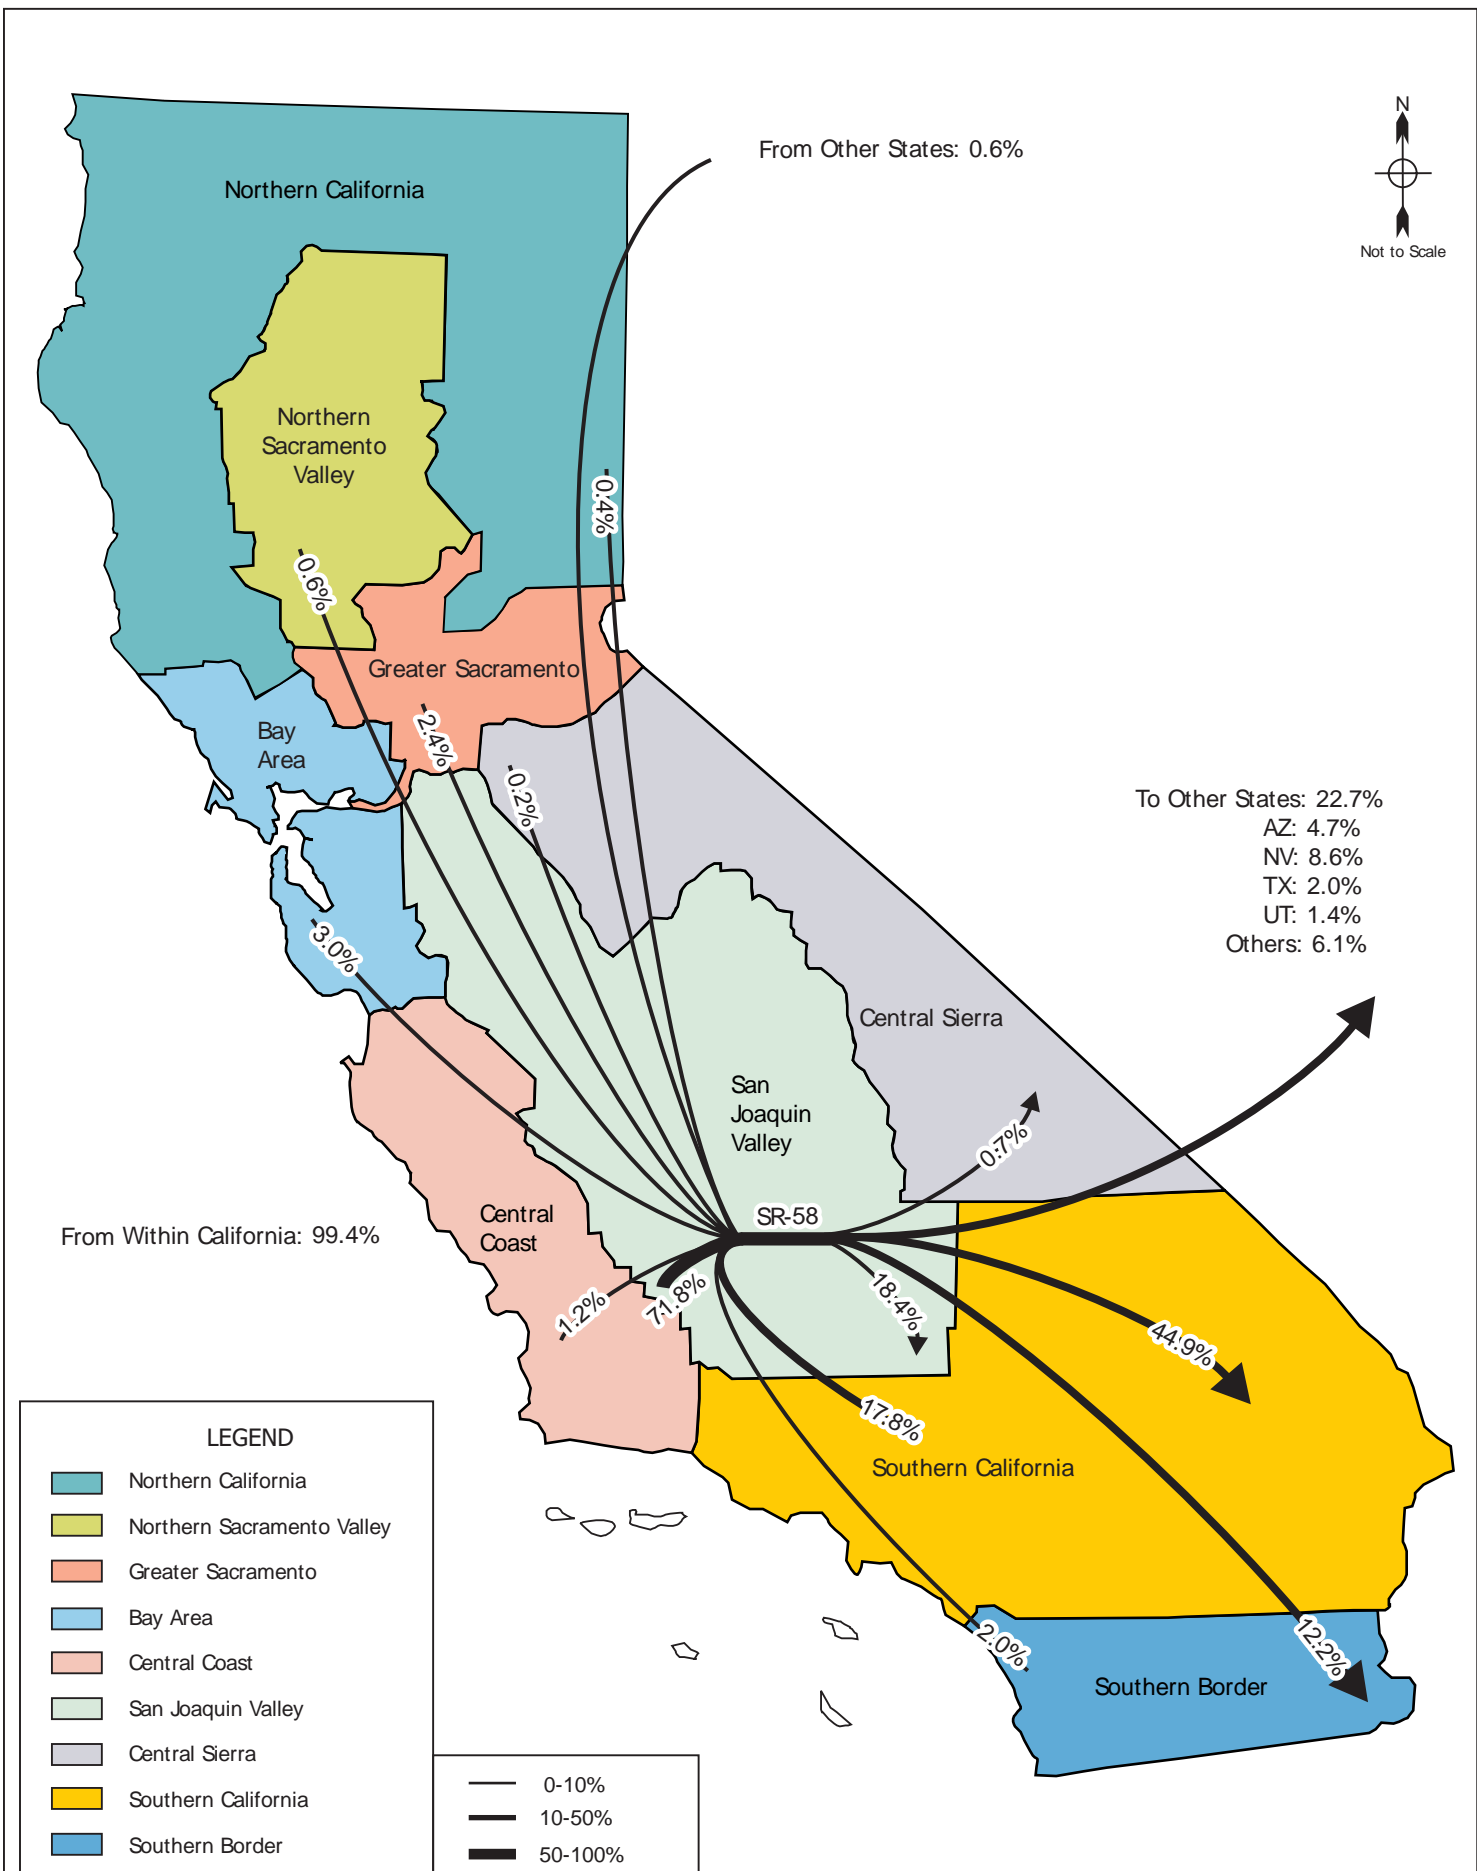 N
Not to Scale
From Other States: 0.6%
Northern California
Northern
Sacramento
Valley
0.4%
0.6%
Greater Sacramento
2.4%
Bay
Area
0.2%
To Other States: 22.7%
AZ: 4.7%
NV: 8.6%
TX: 2.0%
UT: 1.4%
Others: 6.1%
3.0%
Central Sierra
San
Joaquin
Valley
0.7%
SR-58
Central
Coast
From Within California: 99.4%
1.2%
71.8%
18.4%
44.9%
17.8%
Southern California
2.0%
12.2%
Southern Border
LEGEND
Northern California
Northern Sacramento Valley
Greater Sacramento
Bay Area
Central Coast
San Joaquin Valley
Central Sierra
Southern California
Southern Border
0-10%
10-50%
50-100%